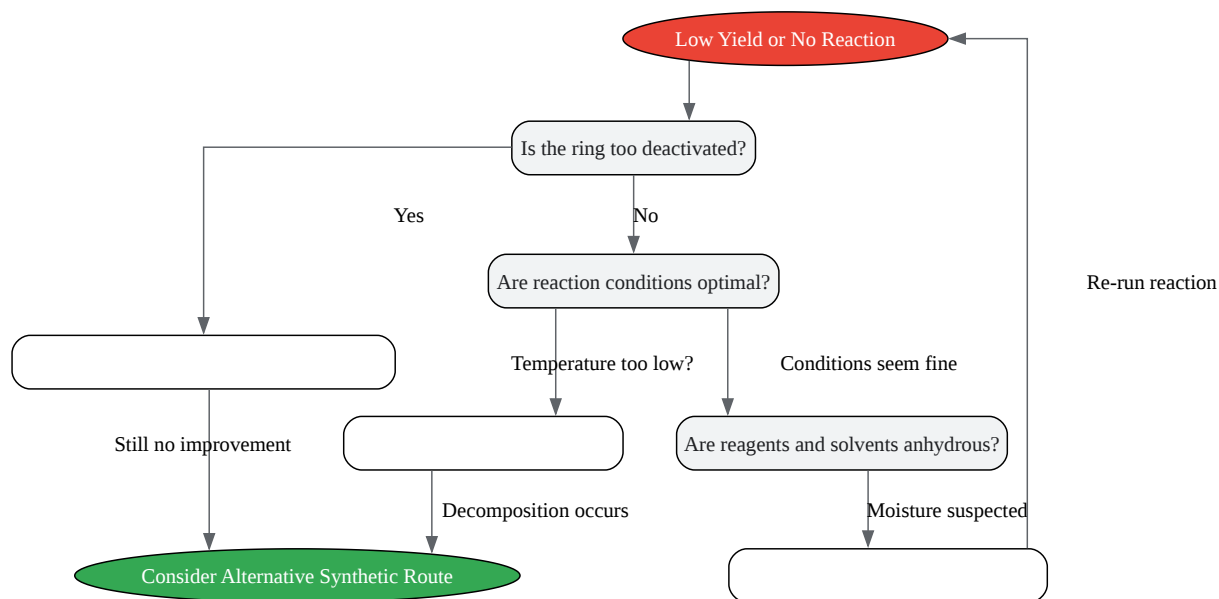 Low Yield or No Reaction
Is the ring too deactivated?
Yes
No
Are reaction conditions optimal?
Re-run reaction
Temperature too low?
Conditions seem fine
Still no improvement
Are reagents and solvents anhydrous?
Decomposition occurs
Moisture suspected
Consider Alternative Synthetic Route